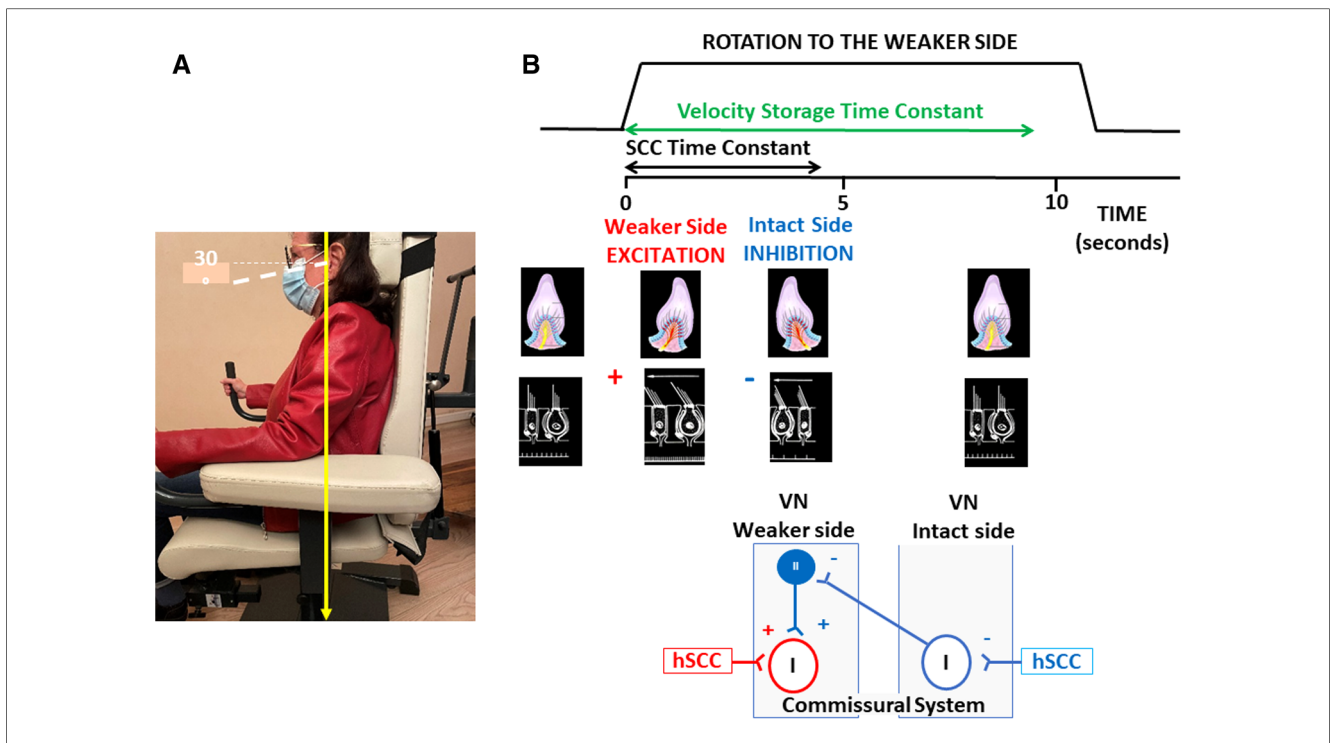 A
30
°
B
ROTATION TO THE WEAKER SIDE
Velocity Storage Time Constant
SCC Time Constant
0
5
10
TIME
(seconds)
Weaker Side
EXCITATION
Intact Side
INHIBITION
+
-
VN
Weaker side
VN
Intact side
II
-
+
+
-
hSCC
I
I
hSCC
Commissural System